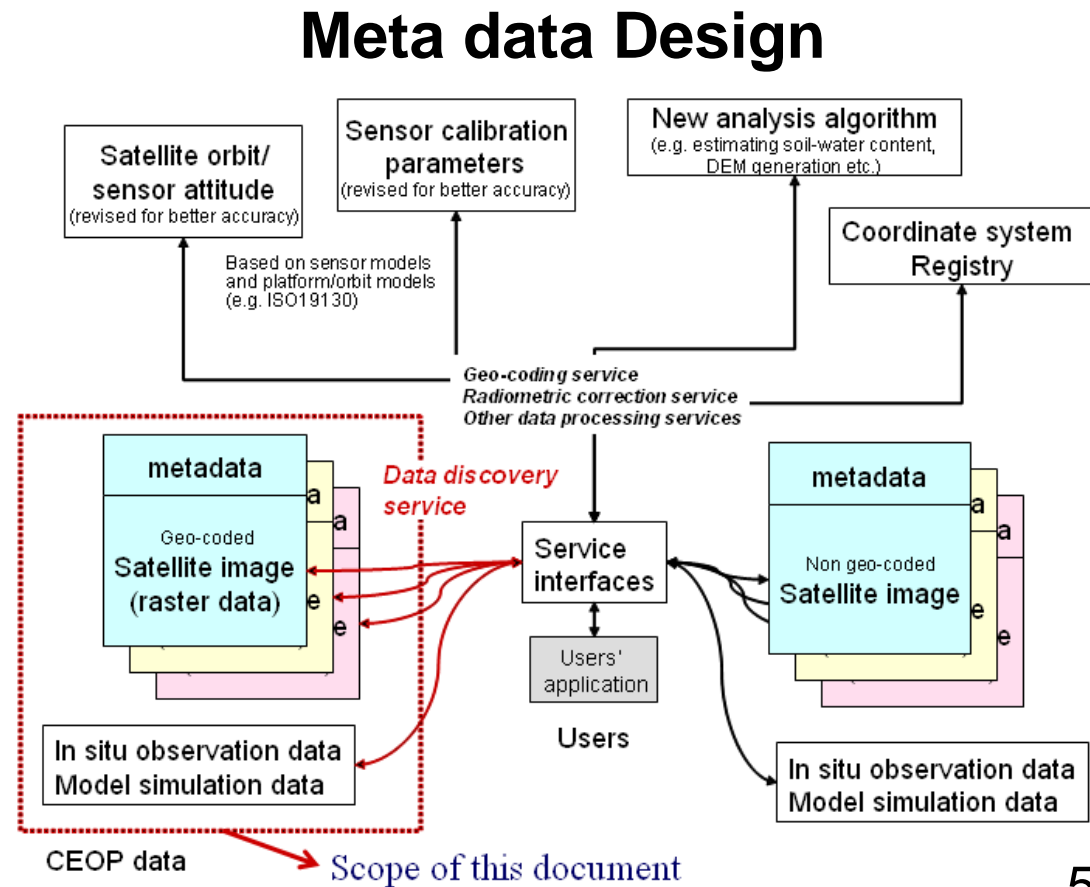 Meta data Design
Satellite orbit/
sensor attitude
(revised for better accuracy)
Sensor calibration
parameters
(revised for better accuracy)
New analysis algorithm
(e.g. estimating soil-water content,
DEM generation etc.)
Coordinate system
Registry
Based on sensor models
and platform/orbit models
(e.g. ISO19130)
Geo-coding service
Radiometric correction service
Other data processing services
metadata
Geo-coded
Satellite image
(raster data)
a
e
a
e
Data discovery
service
Service
interfaces
Users'
application
Users
metadata
Non geo-coded
Satellite image
a
e
a
e
In situ observation data
Model simulation data
In situ observation data
Model simulation data
CEOP data
Scope of this document
5